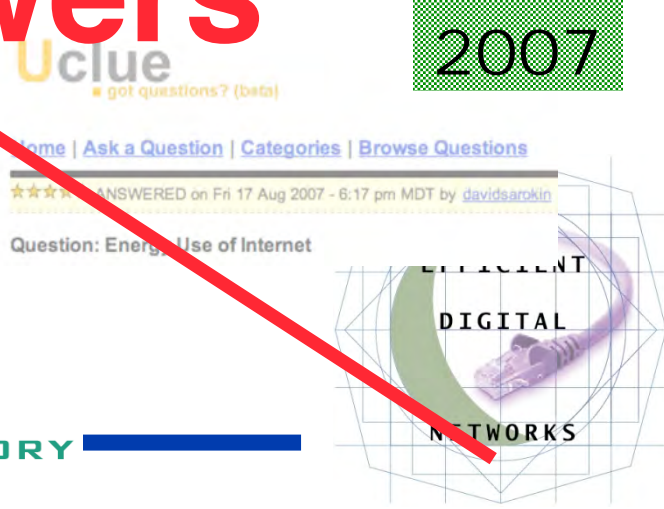 wers
2007
Uclue
got questions? (beta)
Home | Ask a Question | Categories | Browse Questions
ANSWERED on Fri 17 Aug 2007 - 6:17 pm MDT by davidsarokin
Question: Energy Use of Internet
EFFICIENT
DIGITAL
NETWORKS
ORY